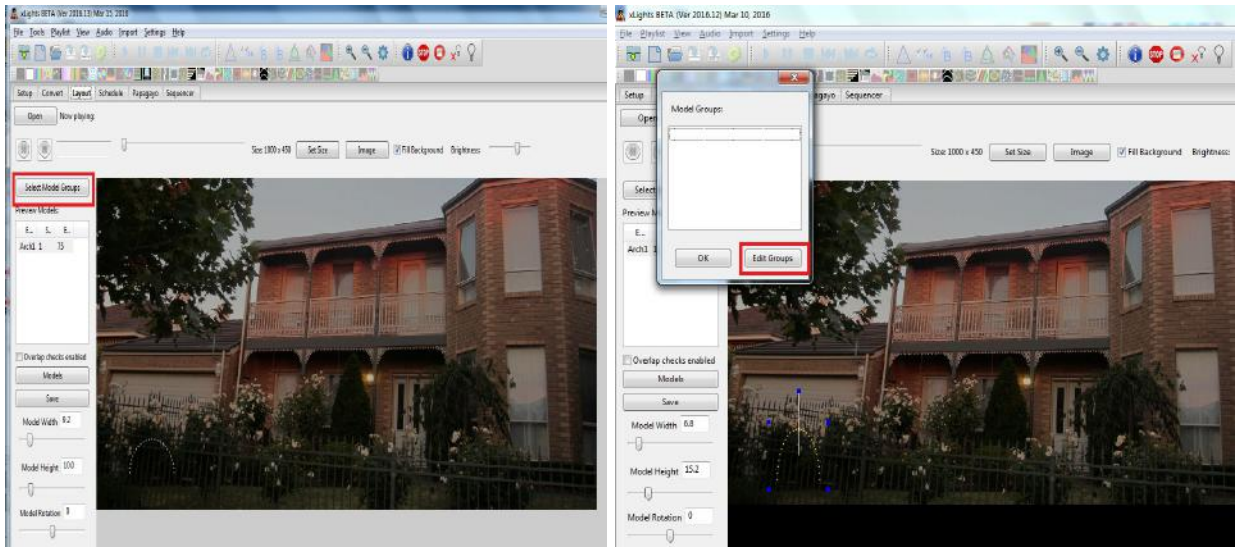 xLights BETA (Ver 2016.13) Mar 15, 2016
File Tools Playlist View Audio Import Settings Help
Setup Convert Layout Schedule Papagayo Sequencer
Open Now playing:
Size: 1000 x 450 Set Size Image Fill Background Brightness:
Select Model Groups
Preview Models:
E... S... E...
Arch1 1 75
Overlap checks enabled
Models
Save
Model Width 9.2
Model Height 100
Model Rotation 0
xLights BETA (Ver 2016.12) Mar 10, 2016
File Playlist View Audio Import Settings Help
Setup Papagayo Sequencer
Model Groups:
Open
Size: 1000 x 450 Set Size Image Fill Background Brightness:
Select
Preview M
E...
Arch1 1
OK Edit Groups
Overlap checks enabled
Models
Save
Model Width 6.8
Model Height 15.2
Model Rotation 0